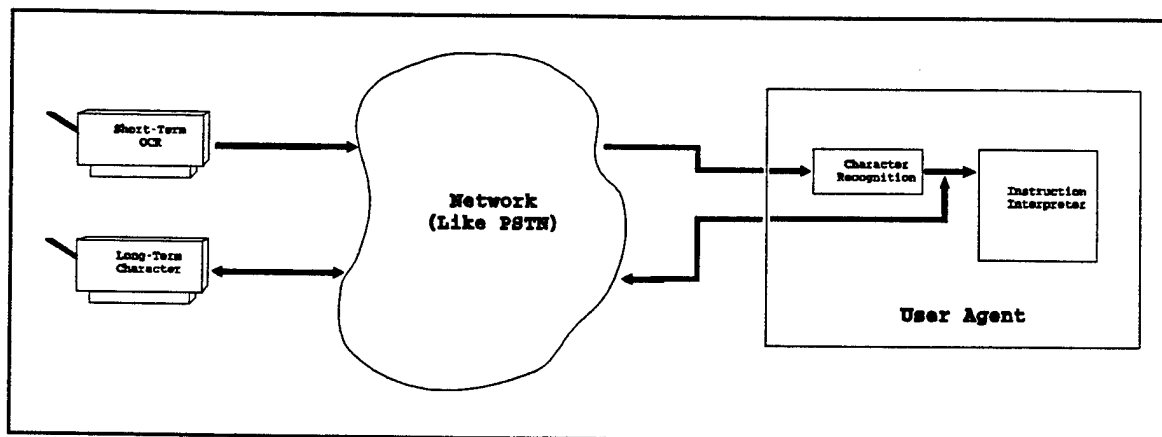 Short-Term
OCR
Long-Term
Character
Network
(Like PSTN)
Character
Recognition
Instruction
Interpreter
User Agent